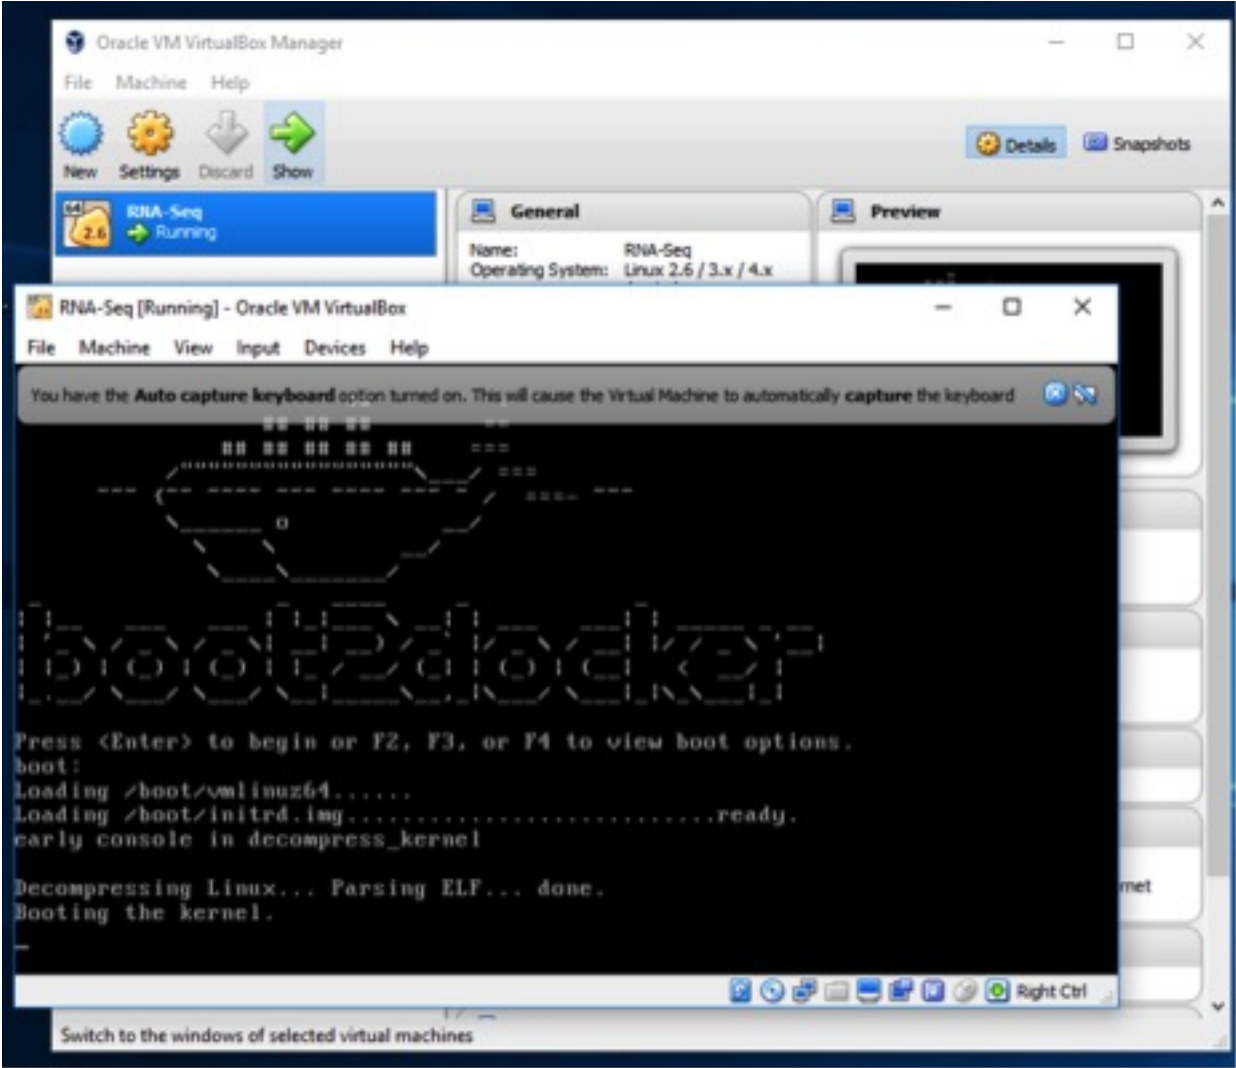 Oracle VM VirtualBox Manager
File Machine Help
New Settings Discard Show
Details Snapshots
64
2.6
RNA-Seq
Running
General
Name: RNA-Seq
Operating System: Linux 2.6 / 3.x / 4.x
Preview
RNA-Seq [Running] - Oracle VM VirtualBox
File Machine View Input Devices Help
You have the Auto capture keyboard option turned on. This will cause the Virtual Machine to automatically capture the keyboard
boot2docker
Press <Enter> to begin or F2, F3, or F4 to view boot options.
boot:
Loading /boot/vmlinuz64......
Loading /boot/initrd.img...........................ready.
early console in decompress_kernel
Decompressing Linux... Parsing ELF... done.
Booting the kernel.
Right Ctrl
Switch to the windows of selected virtual machines